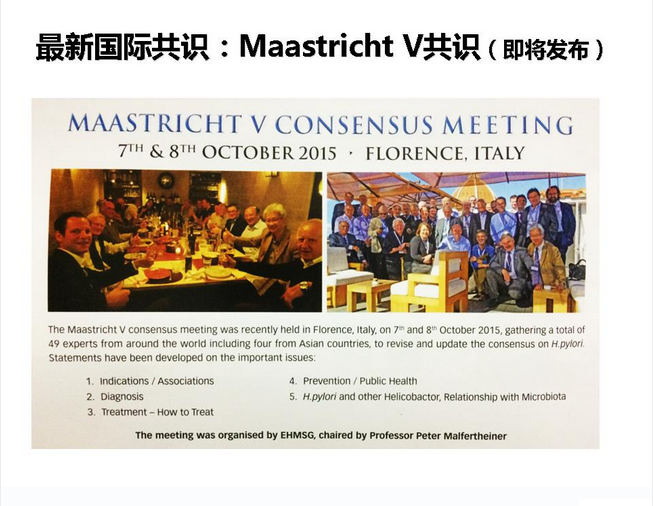 最新国际共识：Maastricht V共识（即将发布）
MAASTRICHT V CONSENSUS MEETING
7TH & 8TH OCTOBER 2015 · FLORENCE, ITALY
The Maastricht V consensus meeting was recently held in Florence, Italy, on 7th and 8th October 2015, gathering a total of
49 experts from around the world including four from Asian countries, to revise and update the consensus on H.pylori.
Statements have been developed on the important issues:
1. Indications / Associations
2. Diagnosis
3. Treatment – How to Treat
4. Prevention / Public Health
5. H.pylori and other Helicobactor, Relationship with Microbiota
The meeting was organised by EHMSG, chaired by Professor Peter Malfertheiner